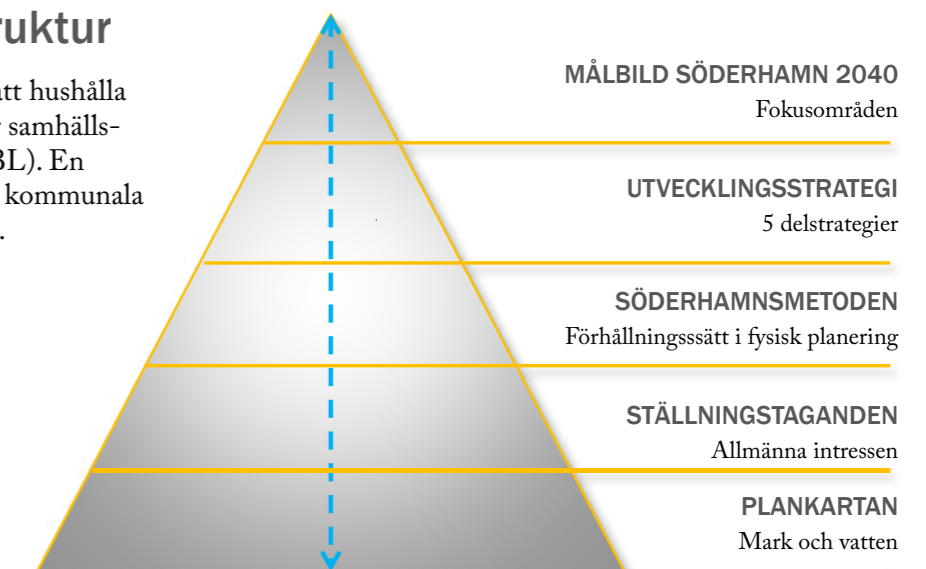 ruktur
att hushålla
samhälls-
BL). En
kommunala
.
MÅLBILD SÖDERHAMN 2040
Fokusområden
UTVECKLINGSSTRATEGI
5 delstrategier
SÖDERHAMNSMETODEN
Förhållningsssätt i fysisk planering
STÄLLNINGSTAGANDEN
Allmänna intressen
PLANKARTAN
Mark och vatten